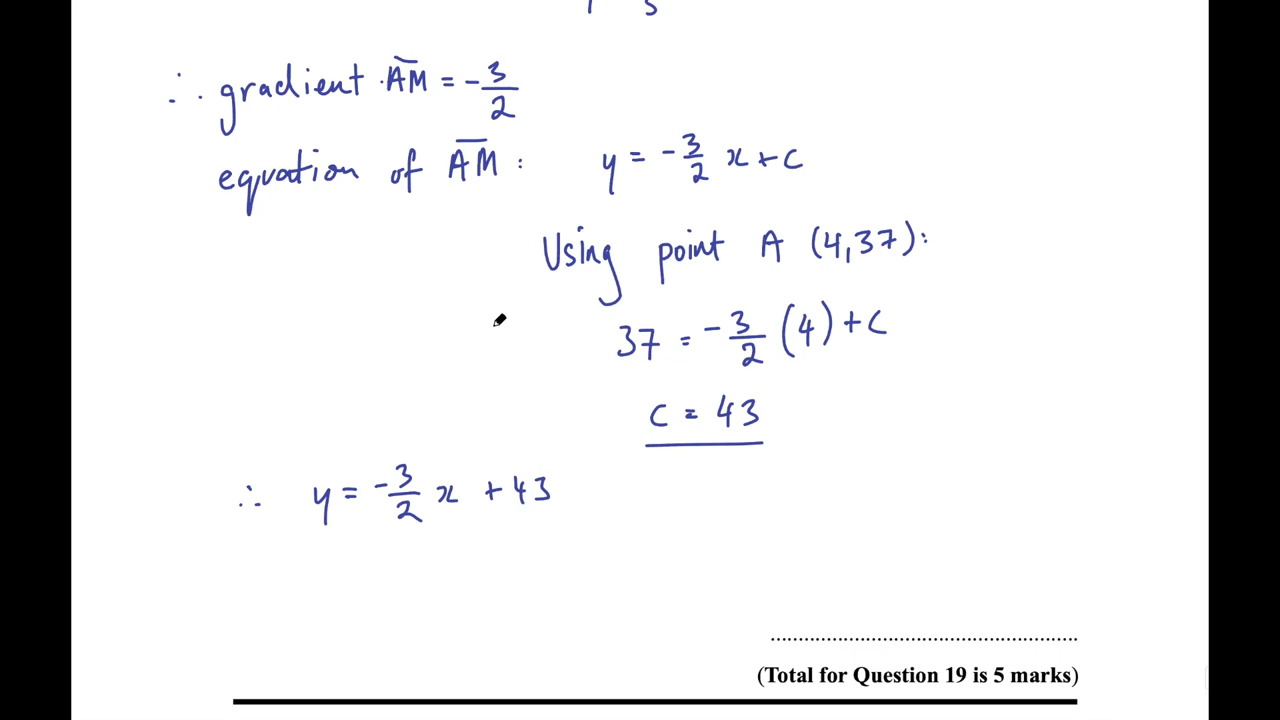 ∴ gradient AM = -3/2
equation of AM : y = -3/2 x + c
Using point A (4,37):
37 = -3/2 (4) + c
c = 43
∴ y = -3/2 x + 43
......................................................
(Total for Question 19 is 5 marks)